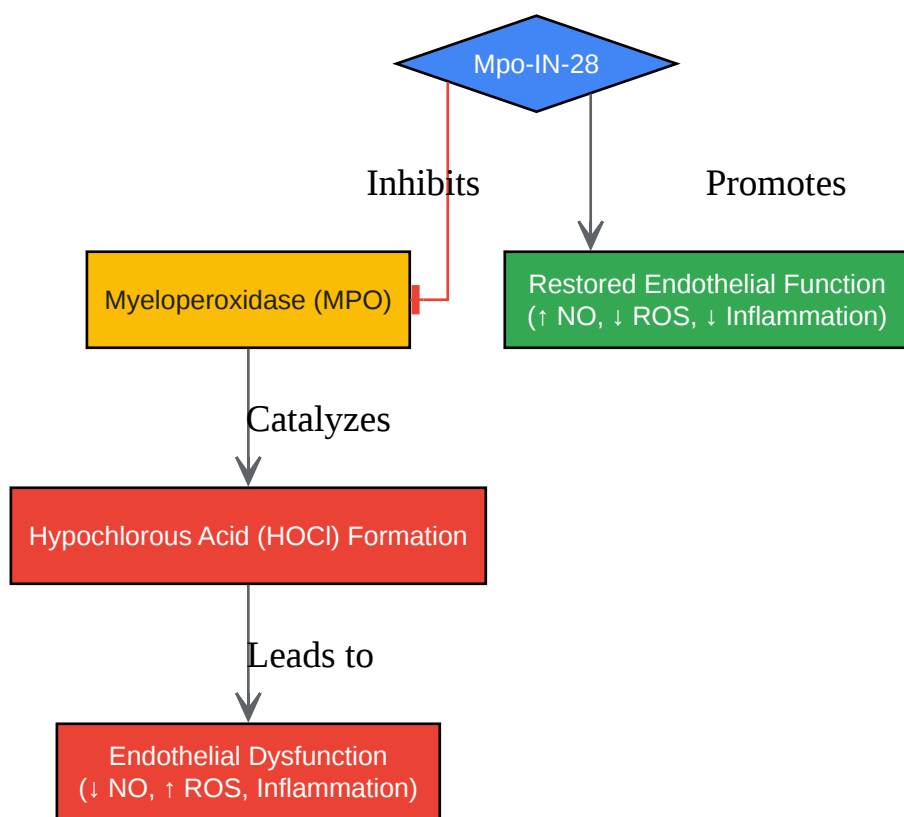 Mpo-IN-28
Inhibits
Promotes
Myeloperoxidase (MPO)
Restored Endothelial Function
(↑ NO, ↓ ROS, ↓ Inflammation)
Catalyzes
Hypochlorous Acid (HOCl) Formation
Leads to
Endothelial Dysfunction
(↓ NO, ↑ ROS, Inflammation)